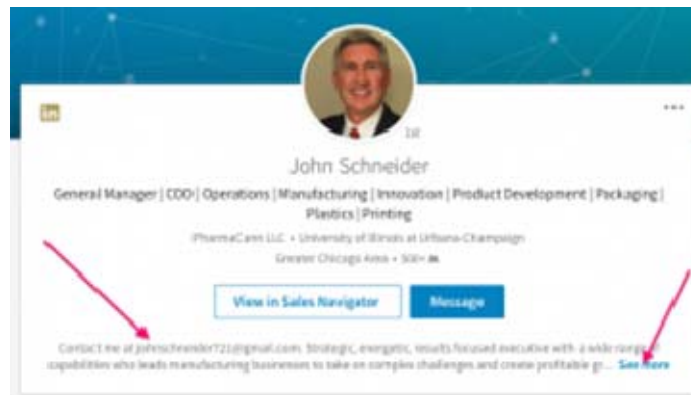 in
1st
John Schneider
General Manager | COO | Operations | Manufacturing | Innovation | Product Development | Packaging |
Plastics | Printing
PharmaCann LLC • University of Illinois at Urbana-Champaign
Greater Chicago Area • 500+
View in Sales Navigator
Message
Contact me at johnschneider721@gmail.com. Strategic, energetic, results focused executive with a wide range of
capabilities who leads manufacturing businesses to take on complex challenges and create profitable gr... See more